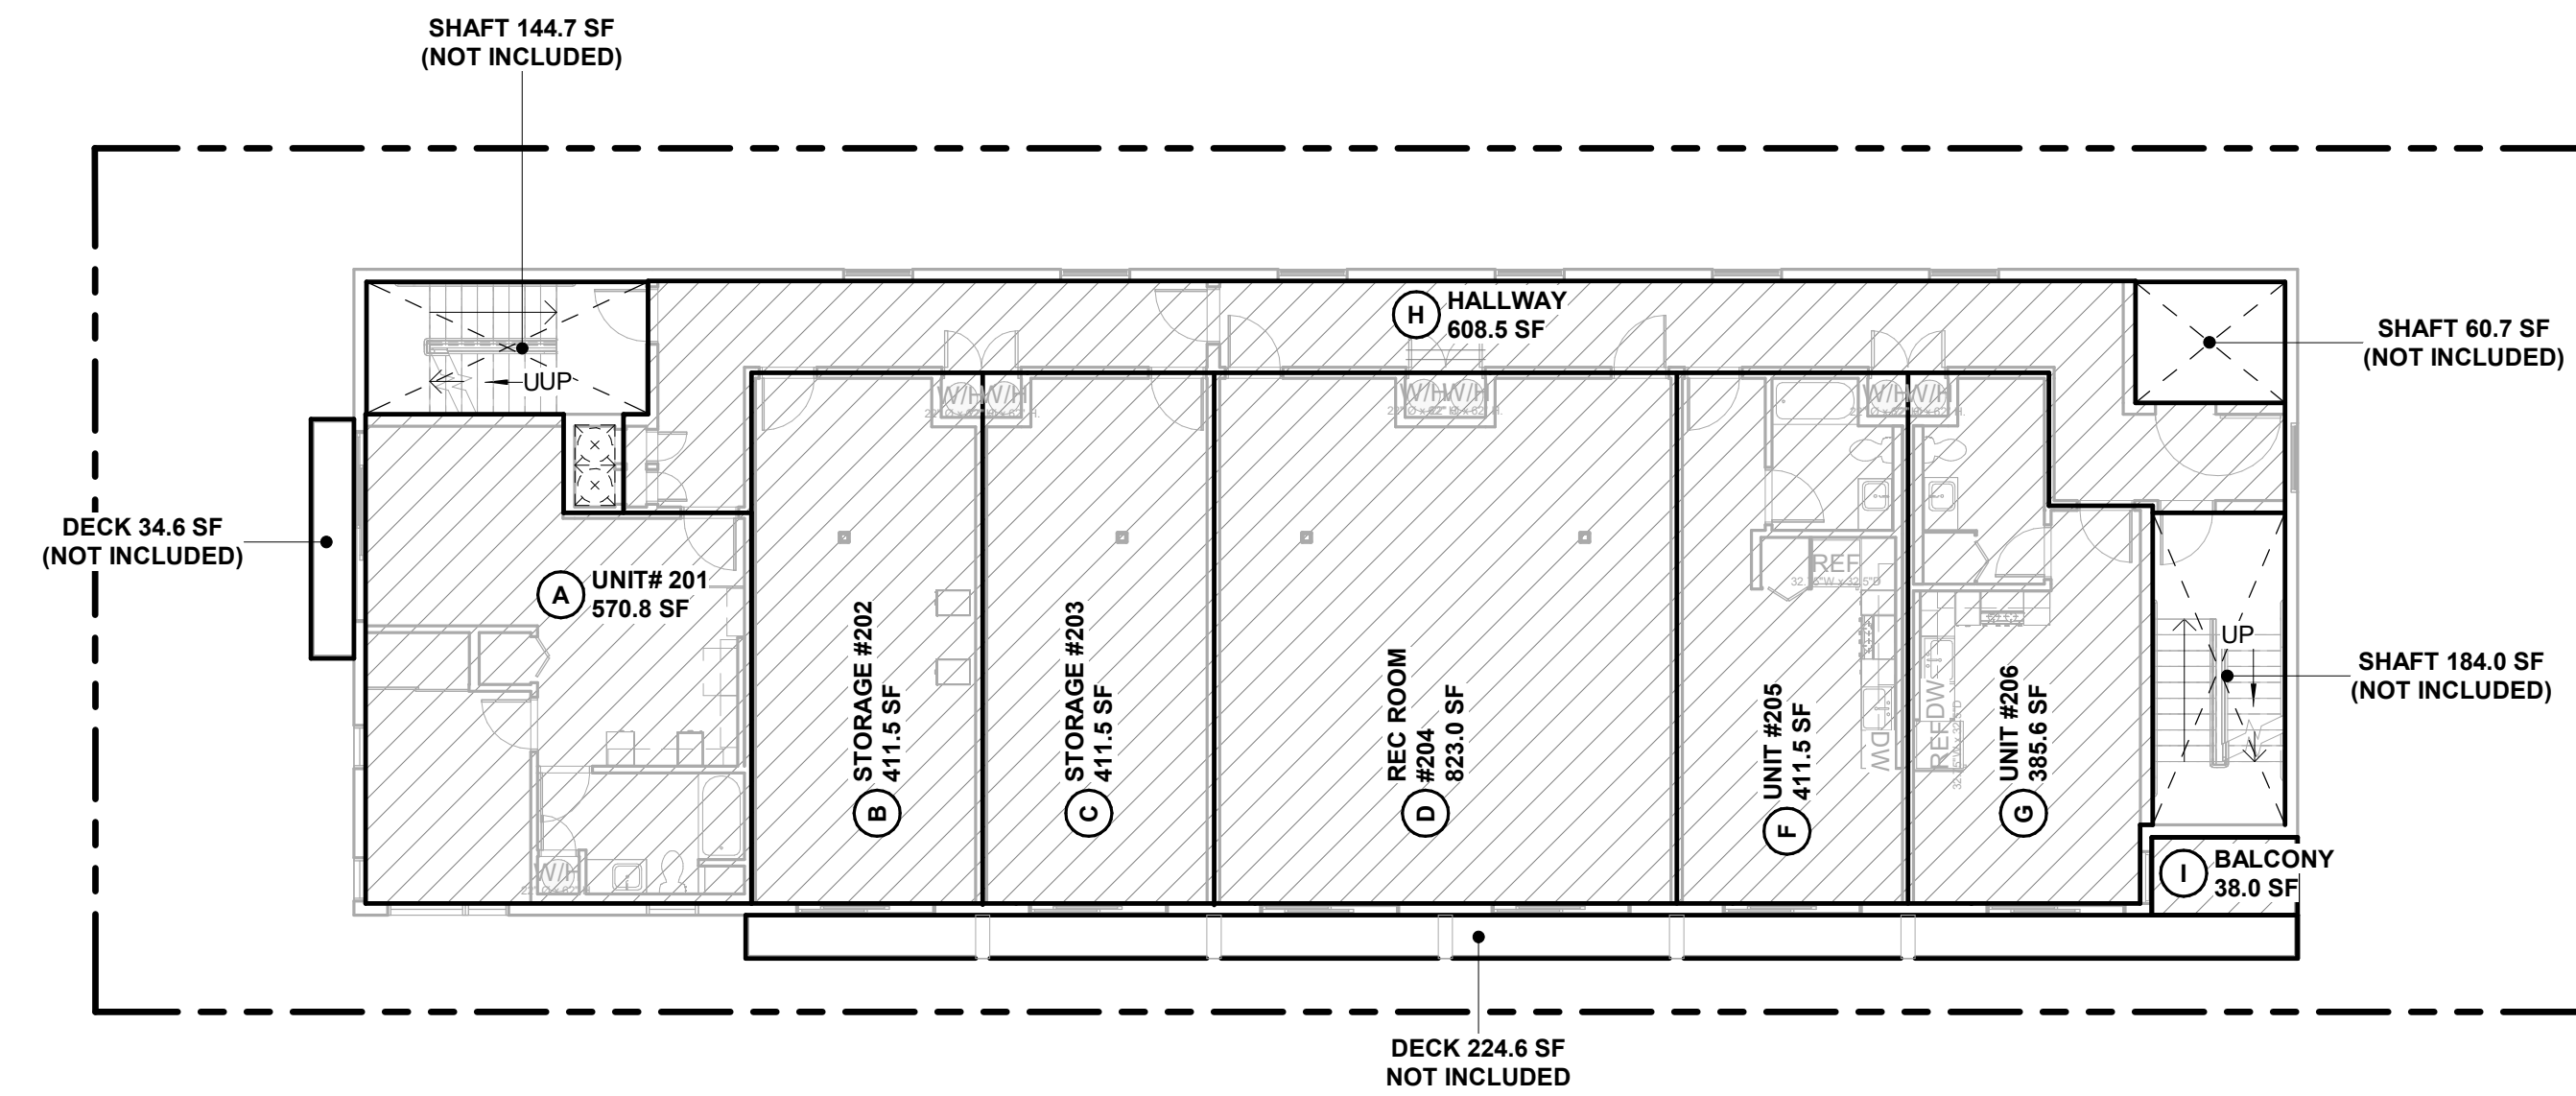 SHAFT 144.7 SF
(NOT INCLUDED)
H
HALLWAY
608.5 SF
SHAFT 60.7 SF
(NOT INCLUDED)
UUP
W/H
W/H
W/H
W/H
W/H
W/H
DECK 34.6 SF
(NOT INCLUDED)
A
UNIT# 201
570.8 SF
B
STORAGE #202
411.5 SF
C
STORAGE #203
411.5 SF
D
REC ROOM
#204
823.0 SF
F
UNIT #205
411.5 SF
REF
DW
G
UNIT #206
385.6 SF
DW
REF
UP
SHAFT 184.0 SF
(NOT INCLUDED)
W/H
I
BALCONY
38.0 SF
DECK 224.6 SF
NOT INCLUDED